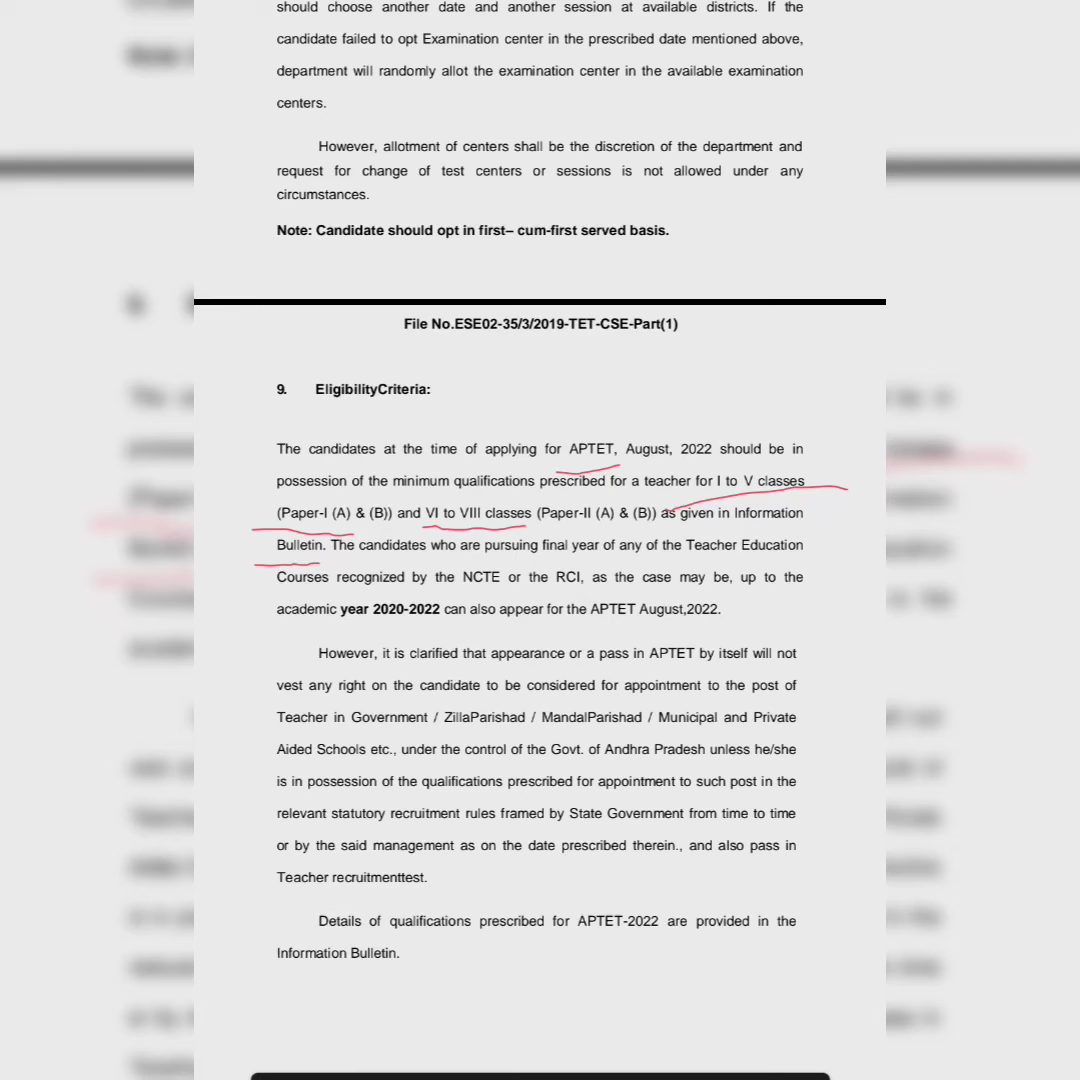 should choose another date and another session at available districts. If the
candidate failed to opt Examination center in the prescribed date mentioned above,
department will randomly allot the examination center in the available examination
centers.
However, allotment of centers shall be the discretion of the department and
request for change of test centers or sessions is not allowed under any
circumstances.
Note: Candidate should opt in first– cum-first served basis.
File No.ESE02-35/3/2019-TET-CSE-Part(1)
9. EligibilityCriteria:
The candidates at the time of applying for APTET, August, 2022 should be in
possession of the minimum qualifications prescribed for a teacher for I to V classes
(Paper-I (A) & (B)) and VI to VIII classes (Paper-II (A) & (B)) as given in Information
Bulletin. The candidates who are pursuing final year of any of the Teacher Education
Courses recognized by the NCTE or the RCI, as the case may be, up to the
academic year 2020-2022 can also appear for the APTET August,2022.
However, it is clarified that appearance or a pass in APTET by itself will not
vest any right on the candidate to be considered for appointment to the post of
Teacher in Government / ZillaParishad / MandalParishad / Municipal and Private
Aided Schools etc., under the control of the Govt. of Andhra Pradesh unless he/she
is in possession of the qualifications prescribed for appointment to such post in the
relevant statutory recruitment rules framed by State Government from time to time
or by the said management as on the date prescribed therein., and also pass in
Teacher recruitmenttest.
Details of qualifications prescribed for APTET-2022 are provided in the
Information Bulletin.